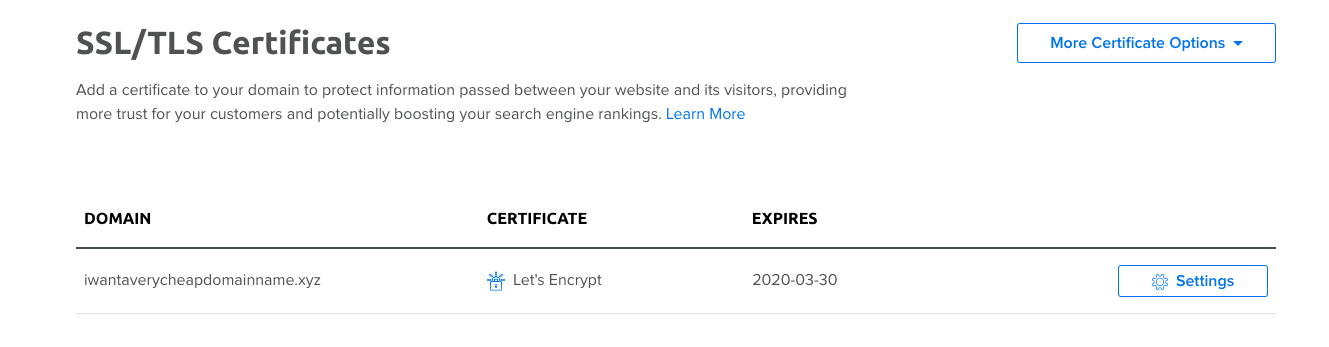 SSL/TLS Certificates
More Certificate Options
Add a certificate to your domain to protect information passed between your website and its visitors, providing
more trust for your customers and potentially boosting your search engine rankings. Learn More
DOMAIN CERTIFICATE EXPIRES
iwantaverycheapdomainname.xyz Let's Encrypt 2020-03-30 Settings